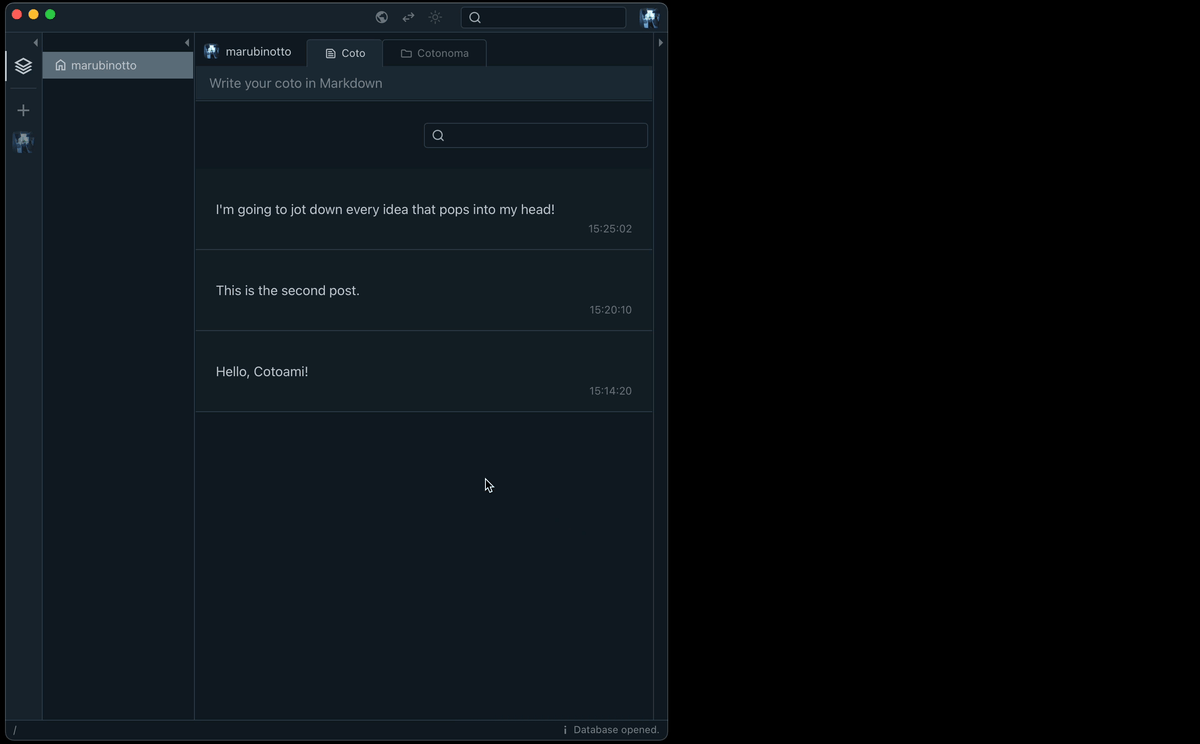 marubinotto
marubinotto
Coto
Cotonoma
Write your coto in Markdown
I'm going to jot down every idea that pops into my head!
15:25:02
This is the second post.
15:20:10
Hello, Cotoami!
15:14:20
/
i Database opened.